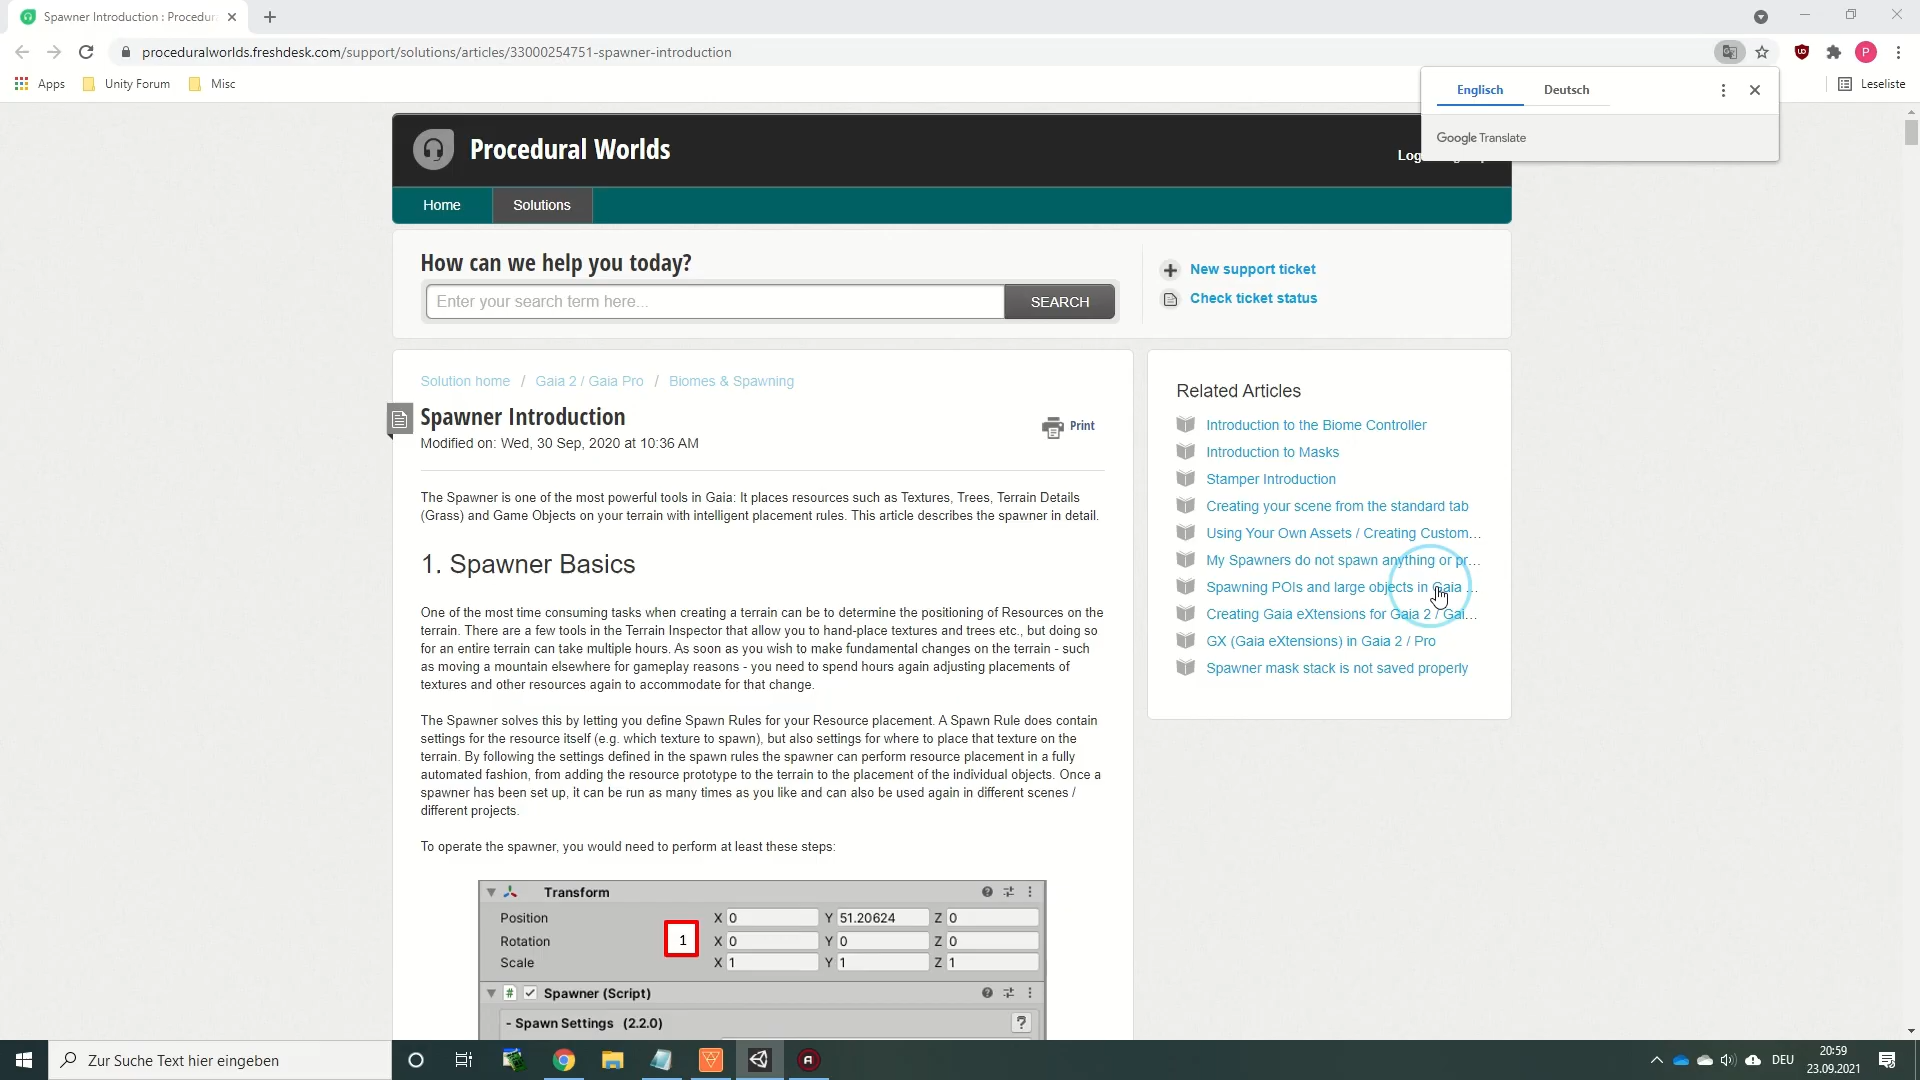 Spawner Introduction : Procedur
proceduralworlds.freshdesk.com/support/solutions/articles/33000254751-spawner-introduction
P
Apps
Unity Forum
Misc
Leseliste
Englisch
Deutsch
Google Translate
Procedural Worlds
Home
Solutions
How can we help you today?
Enter your search term here...
SEARCH
New support ticket
Check ticket status
Solution home / Gaia 2 / Gaia Pro / Biomes & Spawning
Spawner Introduction
Modified on: Wed, 30 Sep, 2020 at 10:36 AM
Print
The Spawner is one of the most powerful tools in Gaia: It places resources such as Textures, Trees, Terrain Details
(Grass) and Game Objects on your terrain with intelligent placement rules. This article describes the spawner in detail.
1. Spawner Basics
One of the most time consuming tasks when creating a terrain can be to determine the positioning of Resources on the
terrain. There are a few tools in the Terrain Inspector that allow you to hand-place textures and trees etc., but doing so
for an entire terrain can take multiple hours. As soon as you wish to make fundamental changes on the terrain - such
as moving a mountain elsewhere for gameplay reasons - you need to spend hours again adjusting placements of
textures and other resources again to accommodate for that change.
The Spawner solves this by letting you define Spawn Rules for your Resource placement. A Spawn Rule does contain
settings for the resource itself (e.g. which texture to spawn), but also settings for where to place that texture on the
terrain. By following the settings defined in the spawn rules the spawner can perform resource placement in a fully
automated fashion, from adding the resource prototype to the terrain to the placement of the individual objects. Once a
spawner has been set up, it can be run as many times as you like and can also be used again in different scenes /
different projects.
To operate the spawner, you would need to perform at least these steps:
Transform
Position X 0 Y 51.20624 Z 0
Rotation 1 X 0 Y 0 Z 0
Scale X 1 Y 1 Z 1
# Spawner (Script)
- Spawn Settings (2.2.0) ?
Related Articles
Introduction to the Biome Controller
Introduction to Masks
Stamper Introduction
Creating your scene from the standard tab
Using Your Own Assets / Creating Custom...
My Spawners do not spawn anything or pr...
Spawning POIs and large objects in Gaia ...
Creating Gaia eXtensions for Gaia 2 / Gai...
GX (Gaia eXtensions) in Gaia 2 / Pro
Spawner mask stack is not saved properly
Zur Suche Text hier eingeben
DEU
20:59
23.09.2021